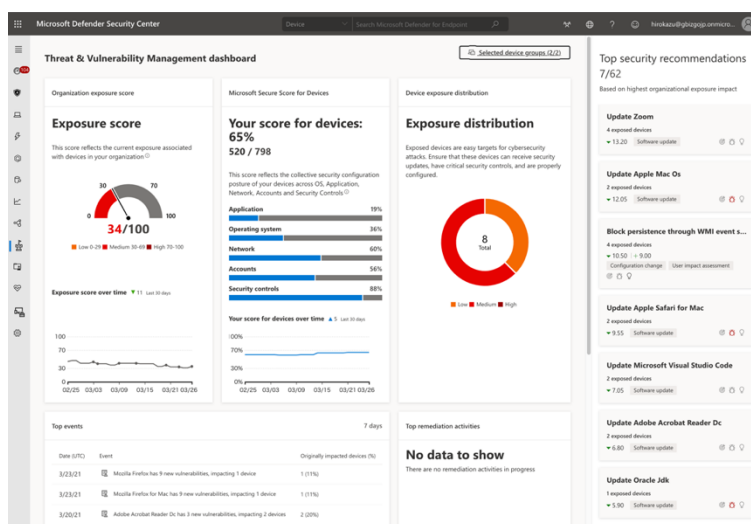 Microsoft Defender Security Center
Device
Search Microsoft Defender for Endpoint
hirokazu@gbizgojp.onmicro...
Threat & Vulnerability Management dashboard
Selected device groups (2/2)
Organization exposure score
Exposure score
This score reflects the current exposure associated
with devices in your organization
30
70
0
100
34/100
Low 0-29 Medium 30-69 High 70-100
Exposure score over time ▼ 11 Last 30 days
100
70
30
0
02/25 03/03 03/09 03/15 03/21 03/26
Microsoft Secure Score for Devices
Your score for devices:
65%
520 / 798
This score reflects the collective security configuration
posture of your devices across OS, Application,
Network, Accounts and Security Controls
Application 19%
Operating system 36%
Network 60%
Accounts 56%
Security controls 88%
Your score for devices over time ▲ 5 Last 30 days
100%
70%
30%
0%
02/25 03/03 03/09 03/15 03/21 03/26
Device exposure distribution
Exposure distribution
Exposed devices are easy targets for cybersecurity
attacks. Ensure that these devices can receive security
updates, have critical security controls, and are properly
configured.
8
Total
Low Medium High
Top events 7 days
Date (UTC) Event Originally impacted devices (%)
3/23/21 Mozilla Firefox has 9 new vulnerabilities, impacting 1 device 1 (11%)
3/23/21 Mozilla Firefox for Mac has 9 new vulnerabilities, impacting 1 device 1 (11%)
3/20/21 Adobe Acrobat Reader Dc has 3 new vulnerabilities, impacting 2 devices 2 (20%)
Top remediation activities
No data to show
There are no remediation activities in progress
Top security recommendations
7/62
Based on highest organizational exposure impact
Update Zoom
4 exposed devices
▼ 13.20 Software update
Update Apple Mac Os
2 exposed devices
▼ 12.05 Software update
Block persistence through WMI event s...
4 exposed devices
▼ 10.50 | + 9.00
Configuration change User impact assessment
Update Apple Safari for Mac
2 exposed devices
▼ 9.55 Software update
Update Microsoft Visual Studio Code
2 exposed devices
▼ 7.05 Software update
Update Adobe Acrobat Reader Dc
2 exposed devices
▼ 6.80 Software update
Update Oracle Jdk
1 exposed devices
▼ 5.90 Software update